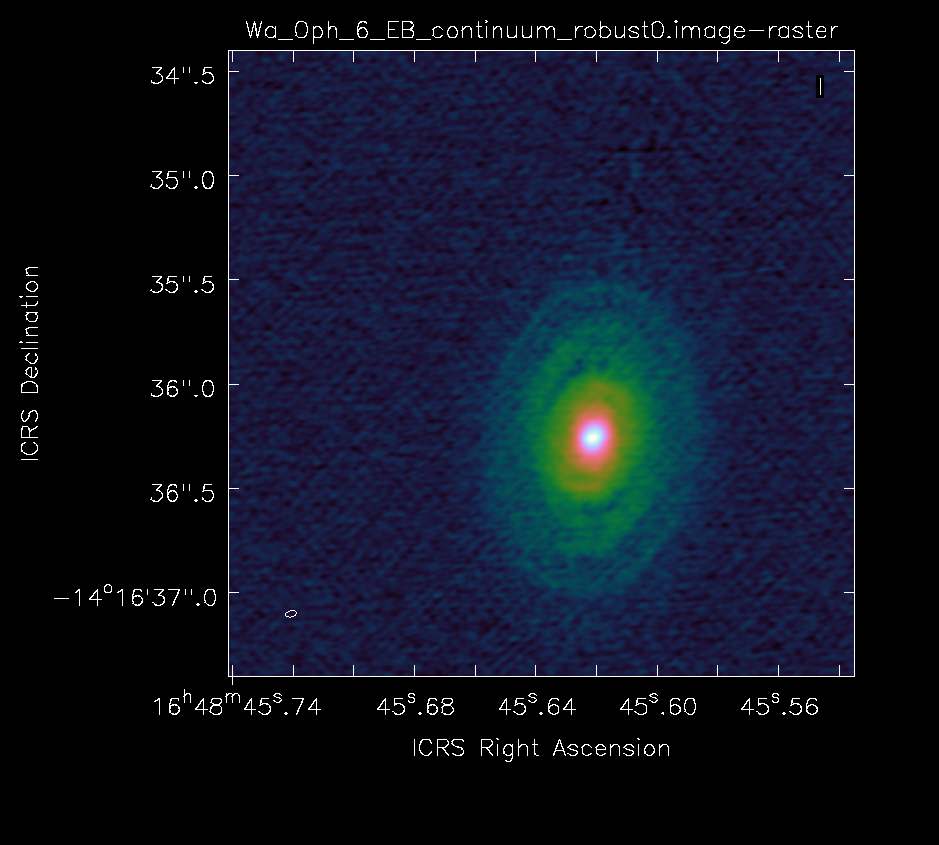 Wa_Oph_6_EB_continuum_robust0.image-raster
34".5
35".0
35".5
36".0
36".5
-14°16'37".0
ICRS Declination
16ʰ48ᵐ45ˢ.74 45ˢ.68 45ˢ.64 45ˢ.60 45ˢ.56
ICRS Right Ascension